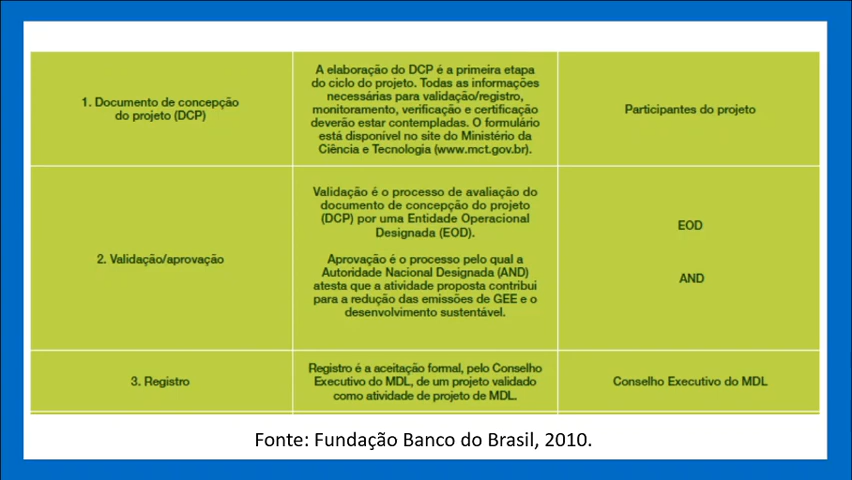 1. Documento de concepção
do projeto (DCP)
A elaboração do DCP é a primeira etapa
do ciclo do projeto. Todas as informações
necessárias para validação/registro,
monitoramento, verificação e certificação
deverão estar contempladas. O formulário
está disponível no site do Ministério da
Ciência e Tecnologia (www.mct.gov.br).
Participantes do projeto
2. Validação/aprovação
Validação é o processo de avaliação do
documento de concepção do projeto
(DCP) por uma Entidade Operacional
Designada (EOD).
Aprovação é o processo pelo qual a
Autoridade Nacional Designada (AND)
atesta que a atividade proposta contribui
para a redução das emissões de GEE e o
desenvolvimento sustentável.
EOD
AND
3. Registro
Registro é a aceitação formal, pelo Conselho
Executivo do MDL, de um projeto validado
como atividade de projeto de MDL.
Conselho Executivo do MDL
Fonte: Fundação Banco do Brasil, 2010.